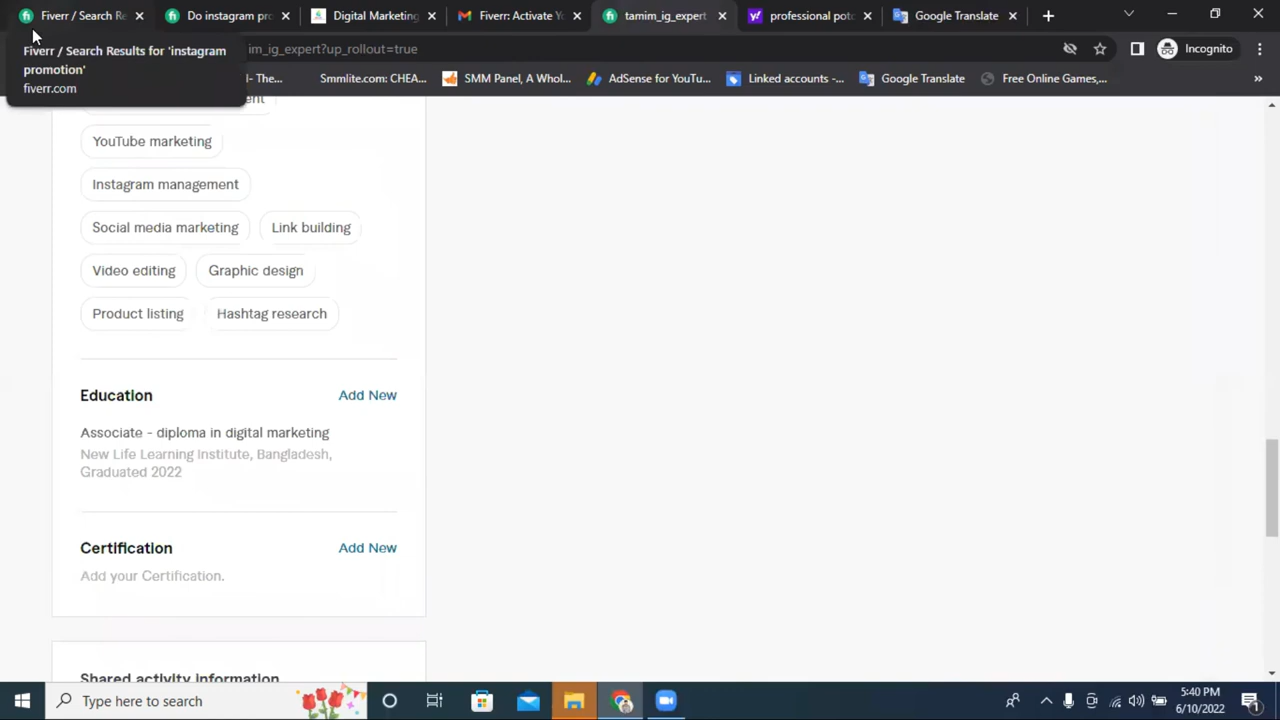 Fiverr / Search Re
Do instagram pr
Digital Marketing
Fiverr: Activate Y
tamim_ig_expert
professional pot
Google Translate
Fiverr / Search Results for 'instagram
promotion'
fiverr.com
im_ig_expert?up_rollout=true
Incognito
l - The...
Smmlite.com: CHEA...
SMM Panel, A Whol...
AdSense for YouTu...
Linked accounts -...
Google Translate
Free Online Games,...
YouTube marketing
Instagram management
Social media marketing
Link building
Video editing
Graphic design
Product listing
Hashtag research
Education
Add New
Associate - diploma in digital marketing
New Life Learning Institute, Bangladesh,
Graduated 2022
Certification
Add New
Add your Certification.
Shared activity information
Type here to search
5:40 PM
6/10/2022